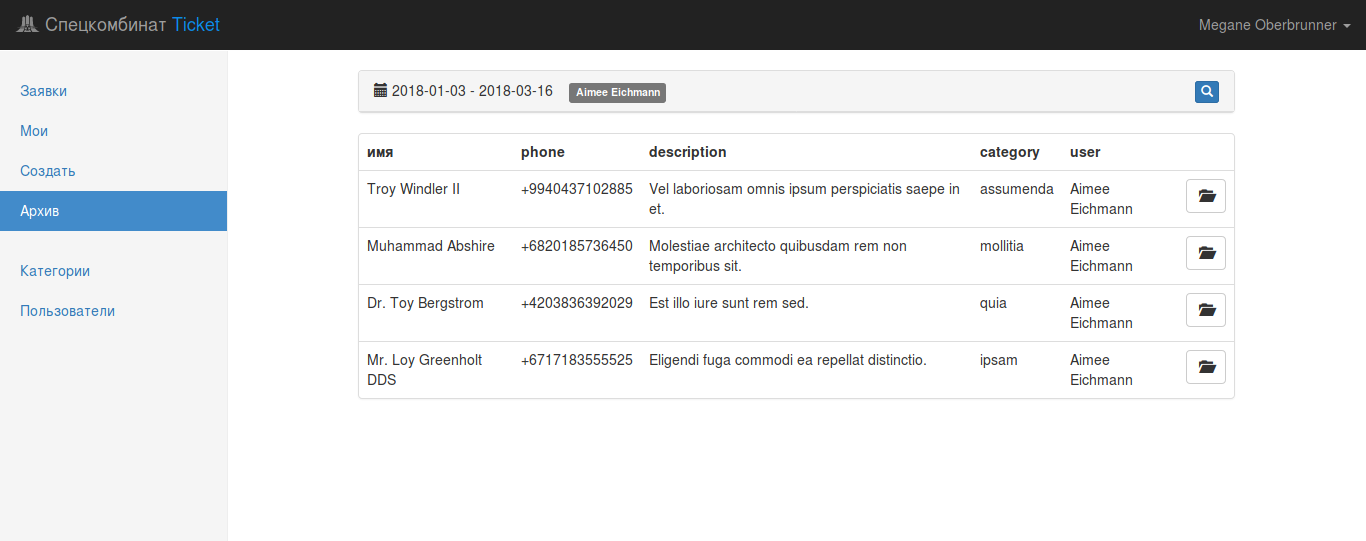 Спецкомбинат Ticket
Megane Oberbrunner
Заявки
Мои
Создать
Архив
Категории
Пользователи
2018-01-03 - 2018-03-16 Aimee Eichmann
имя phone description category user
Troy Windler II +9940437102885 Vel laboriosam omnis ipsum perspiciatis saepe in assumenda Aimee
et. Eichmann
Muhammad Abshire +6820185736450 Molestiae architecto quibusdam rem non mollitia Aimee
temporibus sit. Eichmann
Dr. Toy Bergstrom +4203836392029 Est illo iure sunt rem sed. quia Aimee
Eichmann
Mr. Loy Greenholt +6717183555525 Eligendi fuga commodi ea repellat distinctio. ipsam Aimee
DDS Eichmann